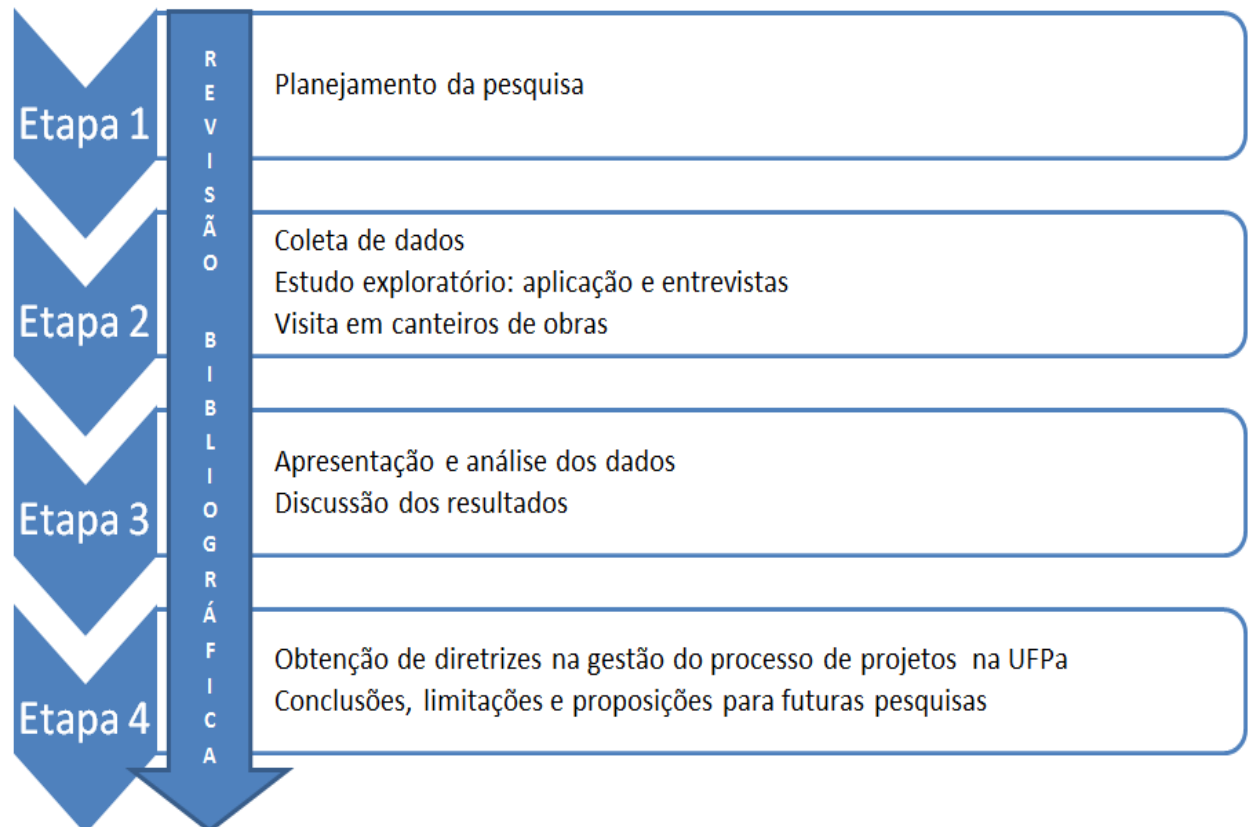 Etapa 1
Planejamento da pesquisa
Etapa 2
Coleta de dados
Estudo exploratório: aplicação e entrevistas
Visita em canteiros de obras
Etapa 3
Apresentação e análise dos dados
Discussão dos resultados
Etapa 4
Obtenção de diretrizes na gestão do processo de projetos na UFPa
Conclusões, limitações e proposições para futuras pesquisas
REVISÃO BIBLIOGRÁFICA